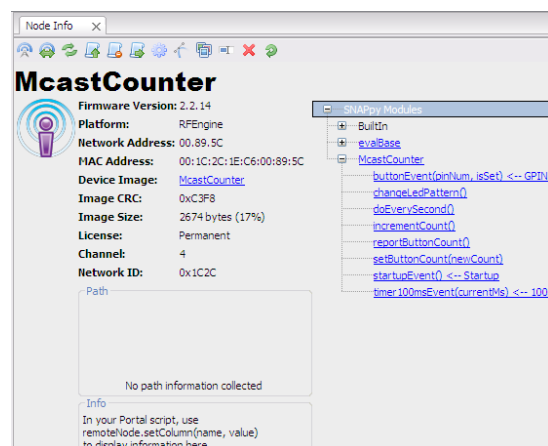 Node Info
McastCounter
Firmware Version: 2.2.14
Platform: RFEngine
Network Address: 00.89.5C
MAC Address: 00:1C:2C:1E:C6:00:89:5C
Device Image: McastCounter
Image CRC: 0xC3F8
Image Size: 2674 bytes (17%)
License: Permanent
Channel: 4
Network ID: 0x1C2C
Path
No path information collected
Info
In your Portal script, use
remoteNode.setColumn(name, value)
to display information here
SNAPpy Modules
BuiltIn
evalBase
McastCounter
buttonEvent(pinNum, isSet) <-- GPIN
changeLedPattern()
doEverySecond()
incrementCount()
reportButtonCount()
setButtonCount(newCount)
startupEvent() <-- Startup
timer100msEvent(currentMs) <-- 100